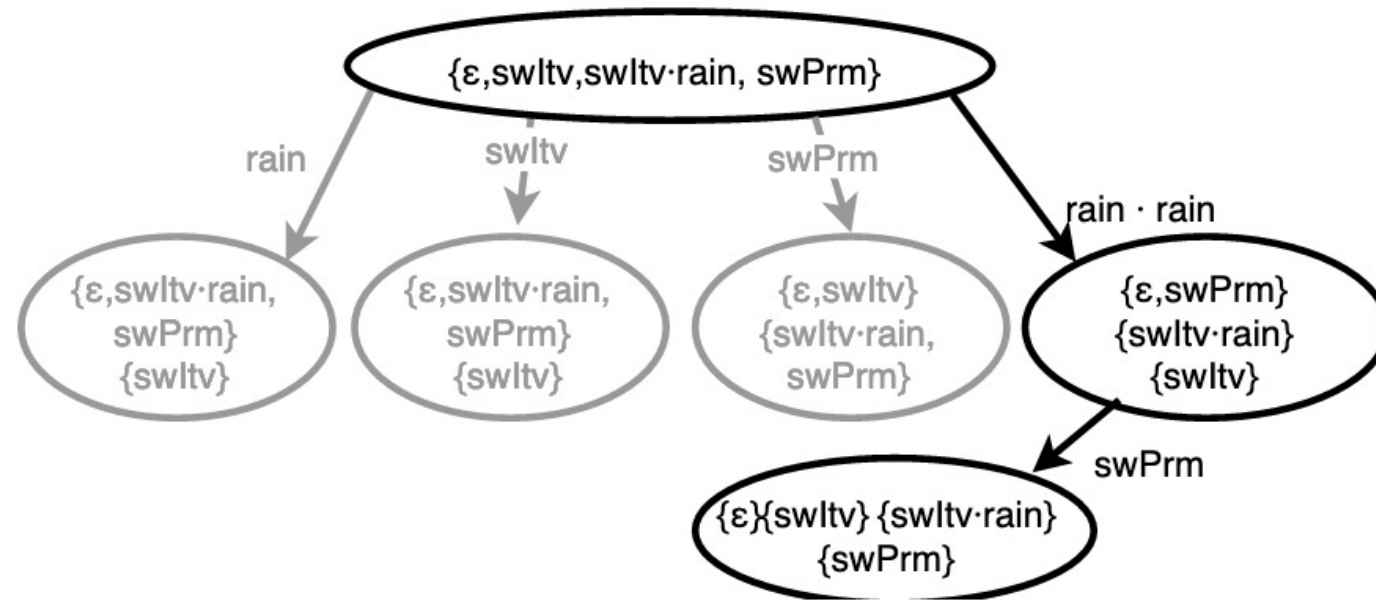 {ε,swItv,swItv·rain, swPrm}
rain
swItv
swPrm
rain · rain
{ε,swItv·rain,
swPrm}
{swItv}
{ε,swItv·rain,
swPrm}
{swItv}
{ε,swItv}
{swItv·rain,
swPrm}
{ε,swPrm}
{swItv·rain}
{swItv}
swPrm
{ε}{swItv} {swItv·rain}
{swPrm}